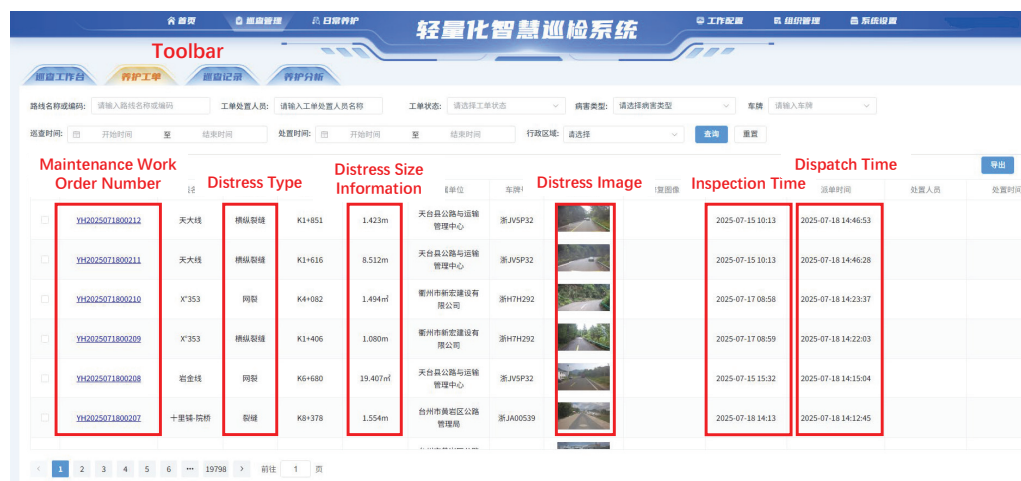 首页 巡查管理 日常养护 轻量化智慧巡检系统 工作配置 组织管理 系统设置
Toolbar
巡查工作台 养护工单 巡查记录 养护分析
路线名称或编码: 请输入路线名称或编码 工单处置人员: 请输入工单处置人员名称 工单状态: 请选择工单状态 病害类型: 请选择病害类型 车牌 请输入车牌
巡查时间: 开始时间 至 结束时间 处置时间: 开始时间 至 结束时间 行政区域: 请选择 查询 重置
导出
Maintenance Work Order Number Distress Type Distress Size Information Distress Image Inspection Time Dispatch Time
单位 车牌 复图像 派单时间 处置人员 处置时间
YH2025071800212 天大线 横纵裂缝 K1+851 1.423m 天台县公路与运输管理中心 浙JV5P32 2025-07-15 10:13 2025-07-18 14:46:53
YH2025071800211 天大线 横纵裂缝 K1+616 8.512m 天台县公路与运输管理中心 浙JV5P32 2025-07-15 10:13 2025-07-18 14:46:28
YH2025071800210 X"353 网裂 K4+082 1.494㎡ 衢州市新宏建设有限公司 浙H7H292 2025-07-17 08:58 2025-07-18 14:23:37
YH2025071800209 X"353 横纵裂缝 K1+406 1.080m 衢州市新宏建设有限公司 浙H7H292 2025-07-17 08:59 2025-07-18 14:22:03
YH2025071800208 岩金线 网裂 K6+680 19.407㎡ 天台县公路与运输管理中心 浙JV5P32 2025-07-15 15:32 2025-07-18 14:15:04
YH2025071800207 十里铺-院桥 裂缝 K8+378 1.554m 台州市黄岩区公路管理局 浙JA00539 2025-07-18 14:13 2025-07-18 14:12:45
1 2 3 4 5 6 ··· 19798 前往 1 页